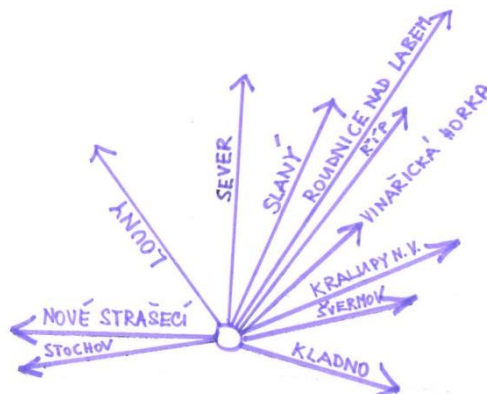 LOUNY
SEVER
SLANÝ
ROUDNICE NAD LABEM
ŘÍP
VINAŘICKÁ HORKA
KRALUPY N.V.
ŠVERMOV
KLADNO
NOVÉ STRAŠECÍ
STOCHOV